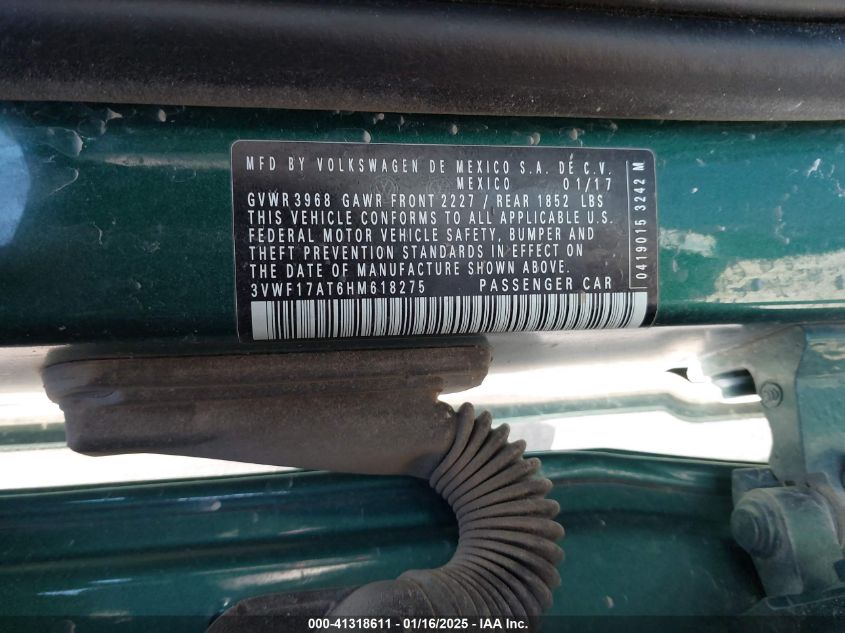 MFD BY VOLKSWAGEN DE MEXICO S.A. DE C.V.
MEXICO 01/17
GVWR 3968 GAWR FRONT 2227 / REAR 1852 LBS
THIS VEHICLE CONFORMS TO ALL APPLICABLE U.S.
FEDERAL MOTOR VEHICLE SAFETY, BUMPER AND
THEFT PREVENTION STANDARDS IN EFFECT ON
THE DATE OF MANUFACTURE SHOWN ABOVE.
3VWF17AT6HM618275 PASSENGER CAR
0419015 3242 M
000-41318611 - 01/16/2025 - IAA Inc.